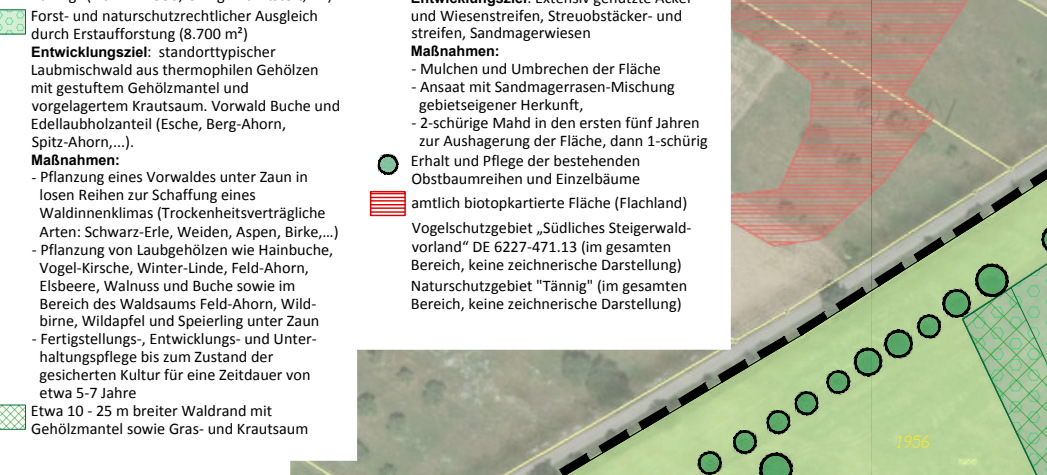 Forst- und naturschutzrechtlicher Ausgleich
durch Erstaufforstung (8.700 m²)
Entwicklungsziel: standorttypischer
Laubmischwald aus thermophilen Gehölzen
mit gestuftem Gehölzmantel und
vorgelagertem Krautsaum. Vorwald Buche und
Edellaubholzanteil (Esche, Berg-Ahorn,
Spitz-Ahorn,...).
Maßnahmen:
- Pflanzung eines Vorwaldes unter Zaun in
losen Reihen zur Schaffung eines
Waldinnenklimas (Trockenheitsverträgliche
Arten: Schwarz-Erle, Weiden, Aspen, Birke,...)
- Pflanzung von Laubgehölzen wie Hainbuche,
Vogel-Kirsche, Winter-Linde, Feld-Ahorn,
Elsbeere, Walnuss und Buche sowie im
Bereich des Waldsaums Feld-Ahorn, Wild-
birne, Wildapfel und Speierling unter Zaun
- Fertigstellungs-, Entwicklungs- und Unter-
haltungspflege bis zum Zustand der
gesicherten Kultur für eine Zeitdauer von
etwa 5-7 Jahre
Etwa 10 - 25 m breiter Waldrand mit
Gehölzmantel sowie Gras- und Krautsaum
Entwicklungsziel: Extensiv genutzte Äcker
und Wiesenstreifen, Streuobstäcker- und
streifen, Sandmagerwiesen
Maßnahmen:
- Mulchen und Umbrechen der Fläche
- Ansaat mit Sandmagerrasen-Mischung
gebietseigener Herkunft,
- 2-schürige Mahd in den ersten fünf Jahren
zur Aushagerung der Fläche, dann 1-schürig
Erhalt und Pflege der bestehenden
Obstbaumreihen und Einzelbäume
amtlich biotopkartierte Fläche (Flachland)
Vogelschutzgebiet „Südliches Steigerwald-
vorland“ DE 6227-471.13 (im gesamten
Bereich, keine zeichnerische Darstellung)
Naturschutzgebiet "Tännig" (im gesamten
Bereich, keine zeichnerische Darstellung)
1956